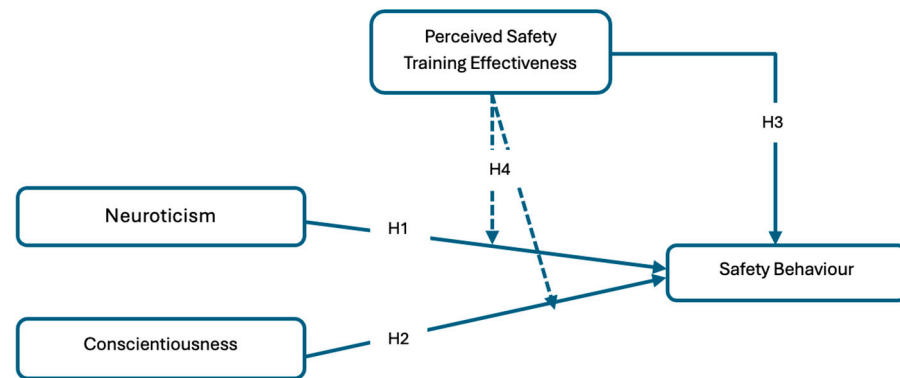 Perceived Safety
Training Effectiveness
H3
H4
Neuroticism
H1
Safety Behaviour
Conscientiousness
H2